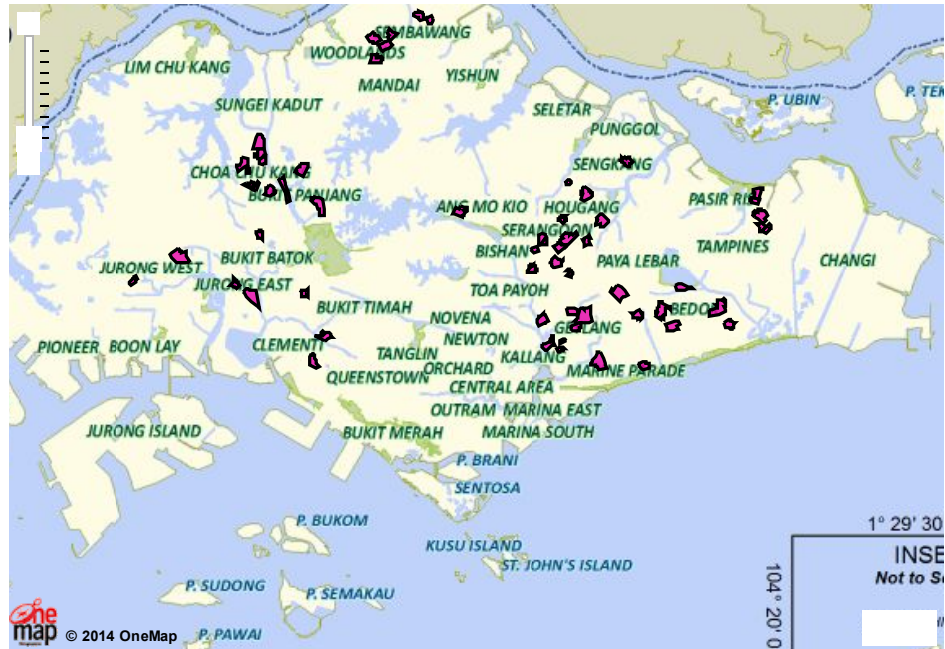 SEMBAWANG
WOODLANDS
LIM CHU KANG
MANDAI
YISHUN
SUNGEI KADUT
SELETAR
P. UBIN
P. TEK
PUNGGOL
SENGKANG
CHOA CHU KANG
BUKIT PANJANG
ANG MO KIO
HOUGANG
PASIR RIS
SERANGOON
BISHAN
TAMPINES
JURONG WEST
BUKIT BATOK
PAYA LEBAR
CHANGI
JURONG EAST
TOA PAYOH
BUKIT TIMAH
BEDOK
NOVENA
GEYLANG
PIONEER
BOON LAY
CLEMENTI
NEWTON
TANGLIN
KALLANG
ORCHARD
MARINE PARADE
QUEENSTOWN
CENTRAL AREA
OUTRAM
MARINA EAST
JURONG ISLAND
BUKIT MERAH
MARINA SOUTH
P. BRANI
SENTOSA
P. BUKOM
1° 29' 30
KUSU ISLAND
INSE
ST. JOHN'S ISLAND
Not to Sc
104° 20' 0
P. SUDONG
P. SEMAKAU
One
map
© 2014 OneMap
P. PAWAI